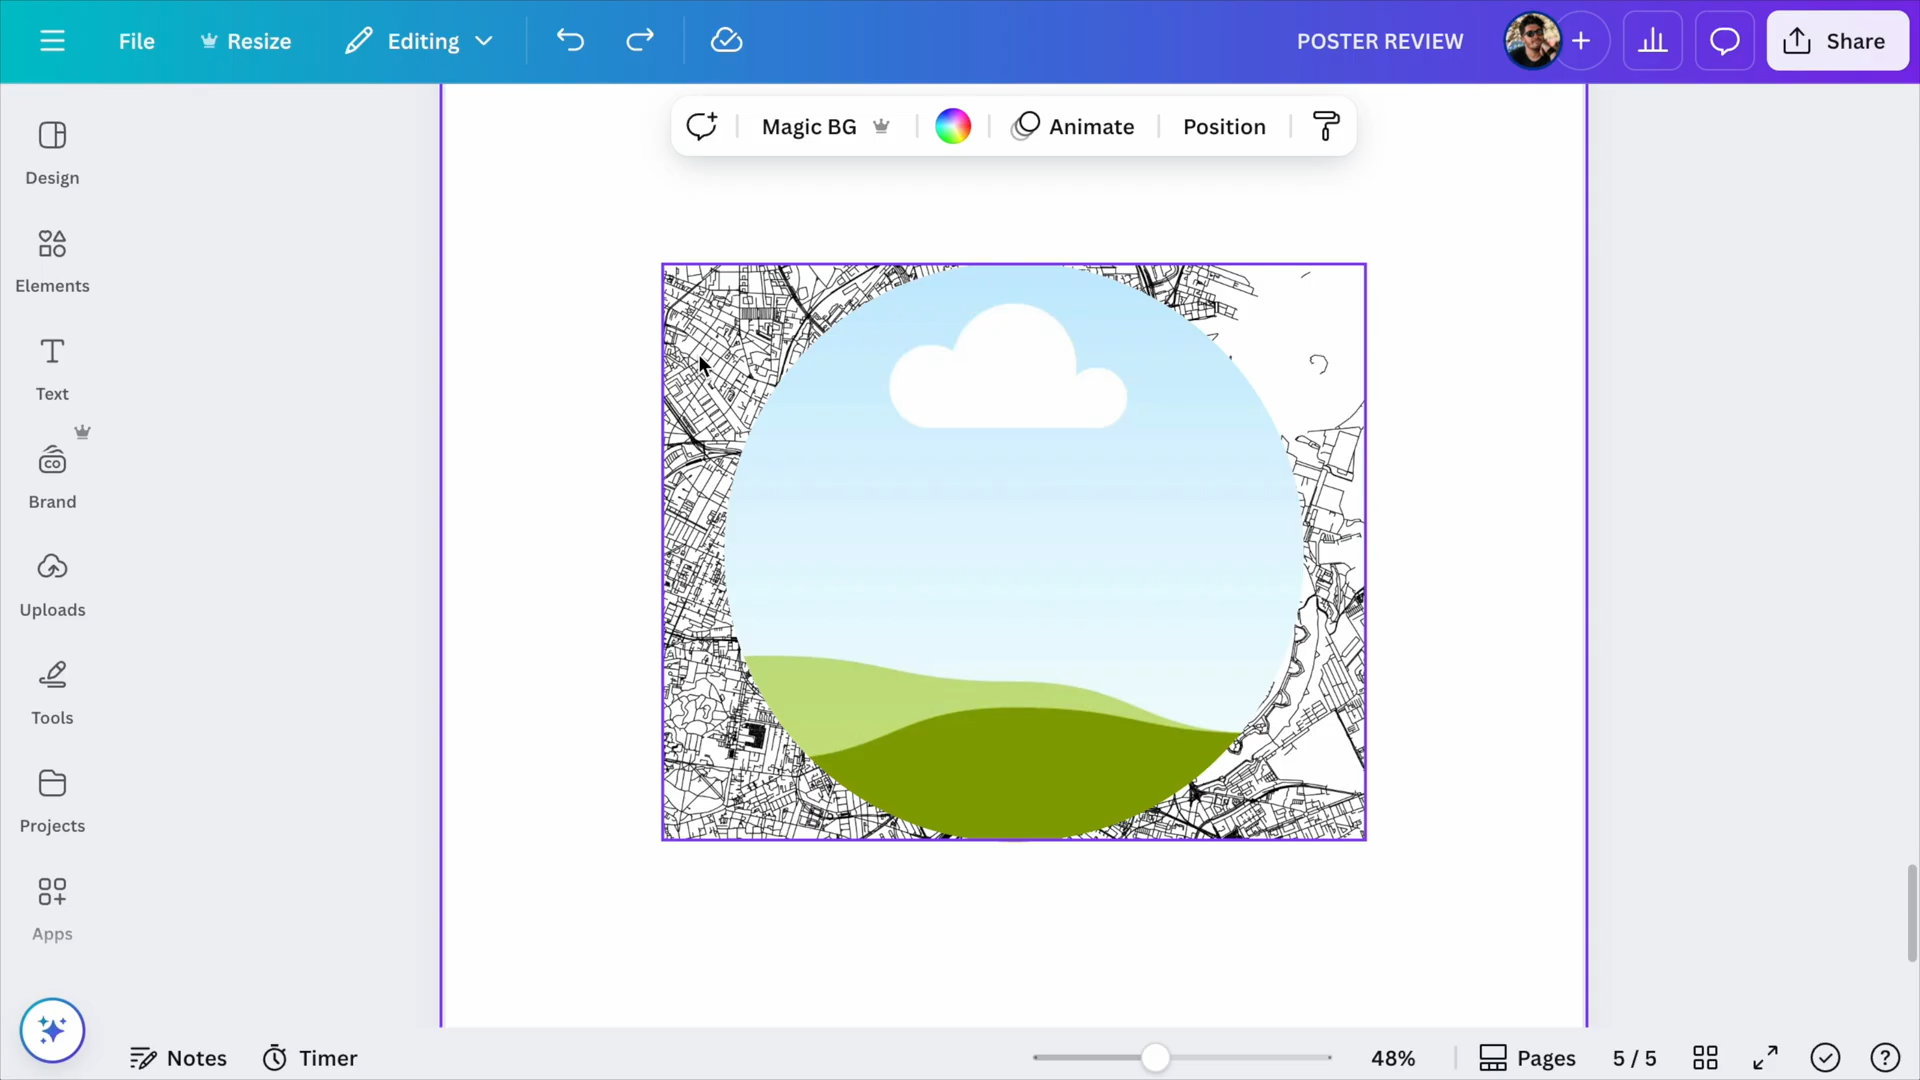 File
Resize
Editing
POSTER REVIEW
Share
Magic BG
Animate
Position
Design
Elements
Text
CO
Brand
Uploads
Tools
Projects
Apps
Notes
Timer
48%
Pages
5 / 5